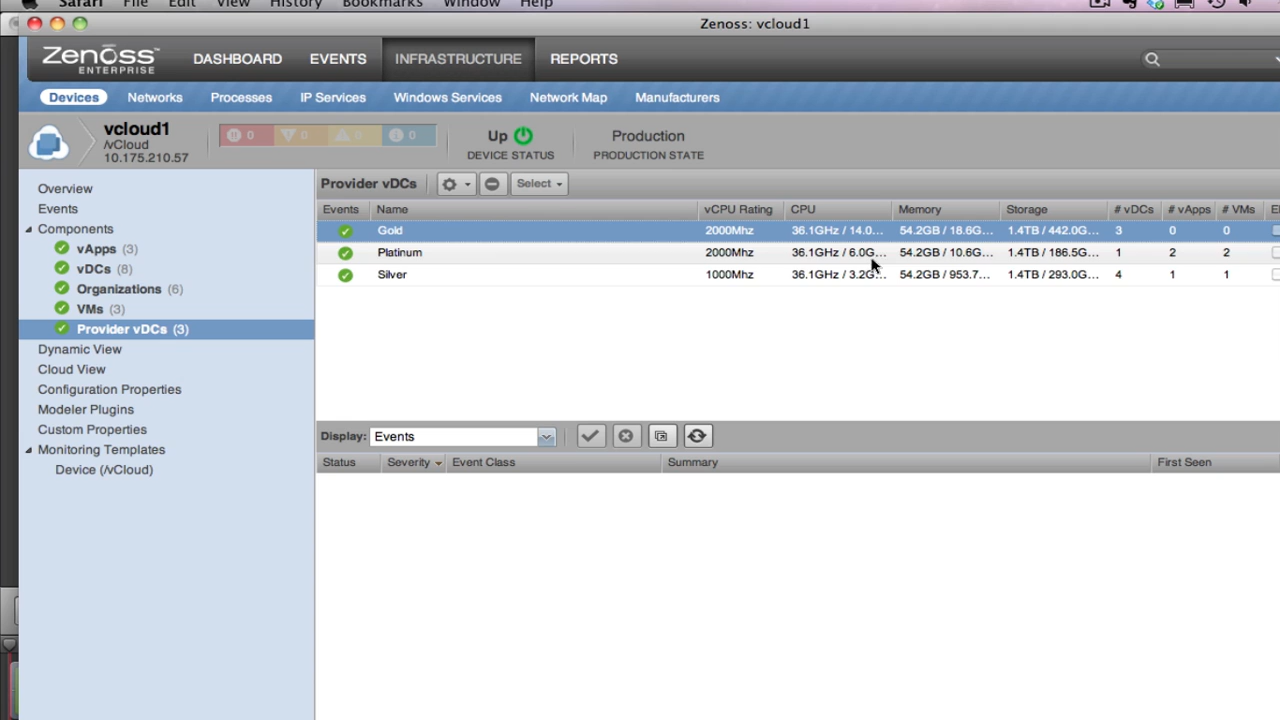 Safari File Edit View History Bookmarks Window Help
Zenoss: vcloud1
Zenoss™ ENTERPRISE DASHBOARD EVENTS INFRASTRUCTURE REPORTS
Devices Networks Processes IP Services Windows Services Network Map Manufacturers
vcloud1
/vCloud
10.175.210.57
0 0 0 0
Up
DEVICE STATUS
Production
PRODUCTION STATE
Overview
Events
Components
vApps (3)
vDCs (8)
Organizations (6)
VMs (3)
Provider vDCs (3)
Dynamic View
Cloud View
Configuration Properties
Modeler Plugins
Custom Properties
Monitoring Templates
Device (/vCloud)
Provider vDCs Select
Events Name vCPU Rating CPU Memory Storage # vDCs # vApps # VMs
Gold 2000Mhz 36.1GHz / 14.0... 54.2GB / 18.6G... 1.4TB / 442.0G... 3 0 0
Platinum 2000Mhz 36.1GHz / 6.0G... 54.2GB / 10.6G... 1.4TB / 186.5G... 1 2 2
Silver 1000Mhz 36.1GHz / 3.2G... 54.2GB / 953.7... 1.4TB / 293.0G... 4 1 1
Display: Events
Status Severity Event Class Summary First Seen